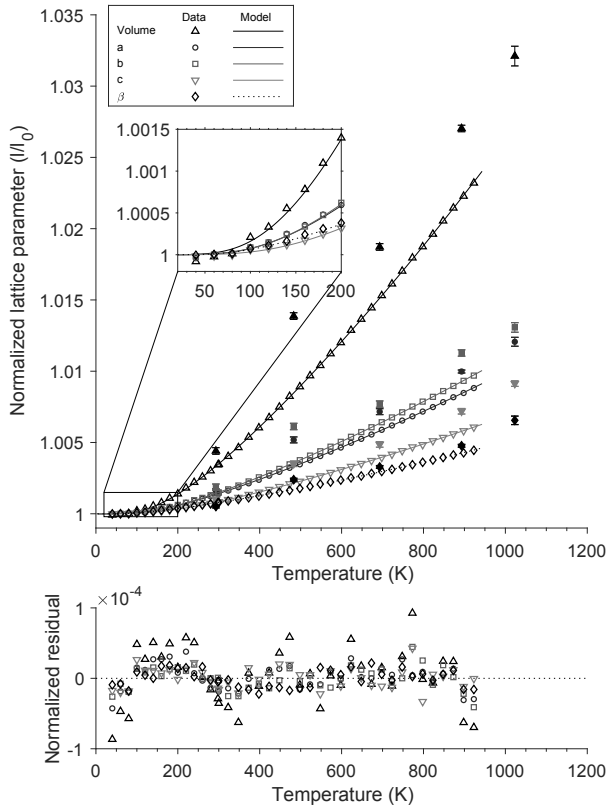 Data Model
Volume
a
b
c
β
1.035
1.03
1.025
1.02
1.015
1.01
1.005
1
Normalized lattice parameter (l/l0)
1.0015
1.001
1.0005
1
50 100 150 200
0 200 400 600 800 1000 1200
Temperature (K)
× 10-4
1
0
-1
Normalized residual
0 200 400 600 800 1000 1200
Temperature (K)